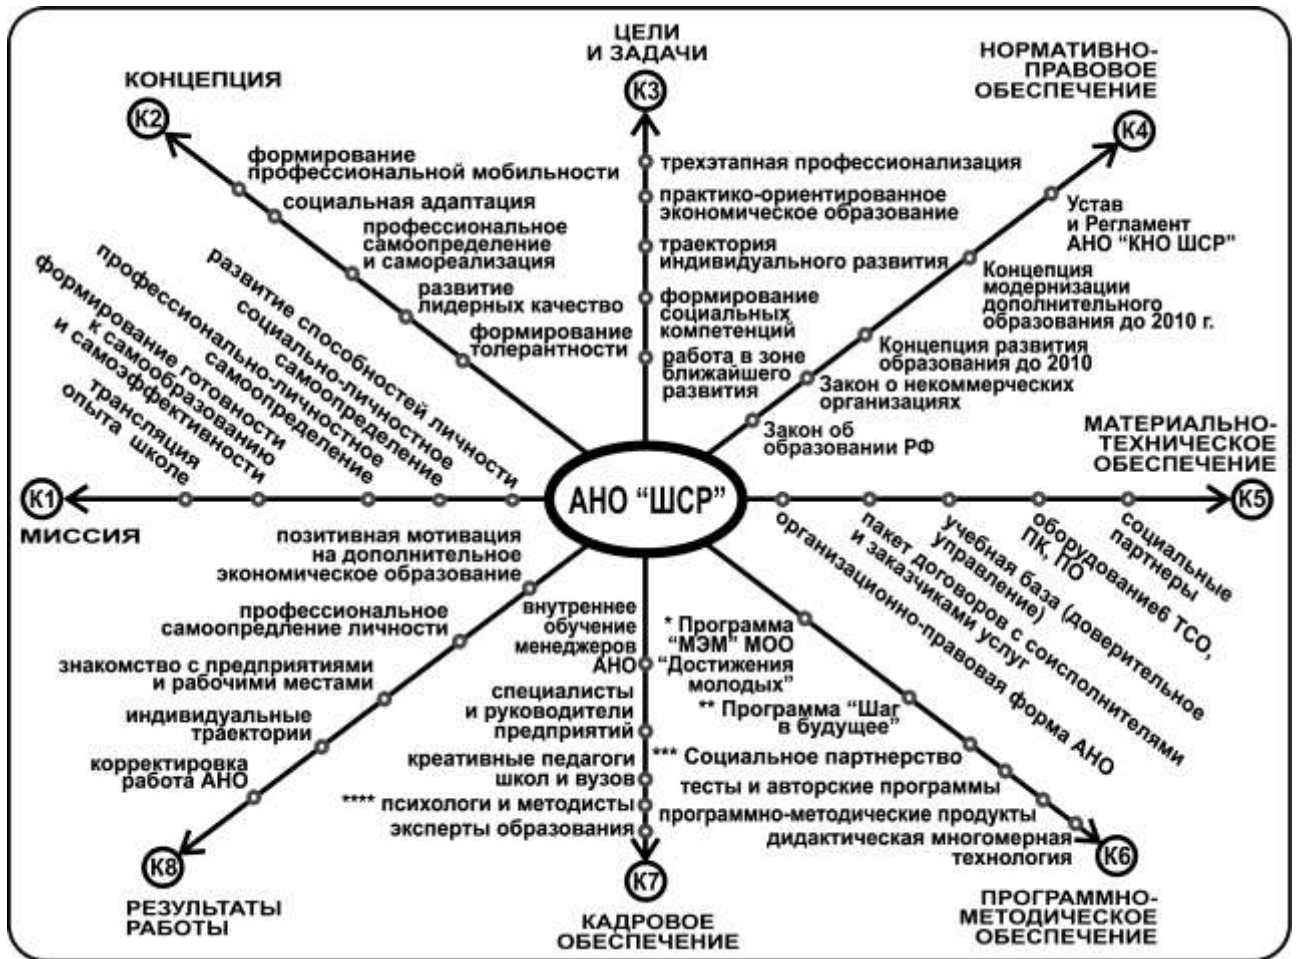 ЦЕЛИ
И ЗАДАЧИ
К3
КОНЦЕПЦИЯ
К2
НОРМАТИВНО-
ПРАВОВОЕ
ОБЕСПЕЧЕНИЕ
К4
формирование
профессиональной мобильности
социальная адаптация
профессиональное
самоопределение
и самореализация
развитие
лидерных качество
формирование
толерантности
трехэтапная профессионализация
практико-ориентированное
экономическое образование
траектория
индивидуального развития
формирование
социальных
компетенций
работа в зоне
ближайшего
развития
Устав
и Регламент
АНО “КНО ШСР”
Концепция
модернизации
дополнительного
образования до 2010 г.
Концепция развития
образования до 2010
Закон о некоммерческих
организациях
Закон об
образовании РФ
развитие способностей личности
социально-личностное
самоопределение
профессионально-личностное
самоопределение
формирование готовности
к самообразованию
и самоэффективности
трансляция
опыта школе
К1
МИССИЯ
АНО “ШСР”
МАТЕРИАЛЬНО-
ТЕХНИЧЕСКОЕ
ОБЕСПЕЧЕНИЕ
К5
организационно-правовая форма АНО
пакет договоров с соисполнителями
и заказчиками услуг
учебная база (доверительное
управление)
оборудование6 ТСО,
ПК, ПО
социальные
партнеры
позитивная мотивация
на дополнительное
экономическое образование
профессиональное
самоопредление личности
знакомство с предприятиями
и рабочими местами
индивидуальные
траектории
корректировка
работа АНО
К8
РЕЗУЛЬТАТЫ
РАБОТЫ
внутреннее
обучение
менеджеров
АНО
специалисты
и руководители
предприятий
креативные педагоги
школ и вузов
**** психологи и методисты
эксперты образования
К7
КАДРОВОЕ
ОБЕСПЕЧЕНИЕ
* Программа
“МЭМ” МОО
“Достижения
молодых”
** Программа “Шаг
в будущее”
*** Социальное партнерство
тесты и авторские программы
программно-методические продукты
дидактическая многомерная
технология
К6
ПРОГРАММНО-
МЕТОДИЧЕСКОЕ
ОБЕСПЕЧЕНИЕ